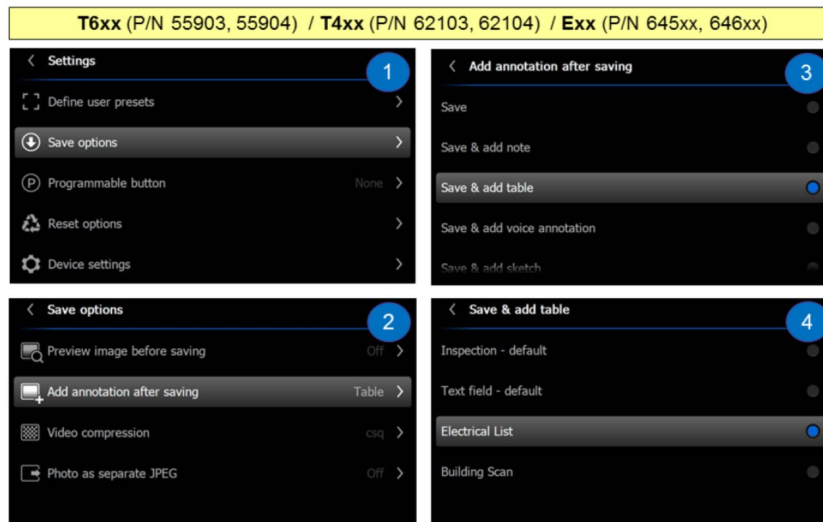 T6xx (P/N 55903, 55904) / T4xx (P/N 62103, 62104) / Exx (P/N 645xx, 646xx)
Settings
1
Define user presets
Save options
Programmable button None
Reset options
Device settings
Save options
2
Preview image before saving Off
Add annotation after saving Table
Video compression csq
Photo as separate JPEG Off
Add annotation after saving
3
Save
Save & add note
Save & add table
Save & add voice annotation
Save & add sketch
Save & add table
4
Inspection - default
Text field - default
Electrical List
Building Scan